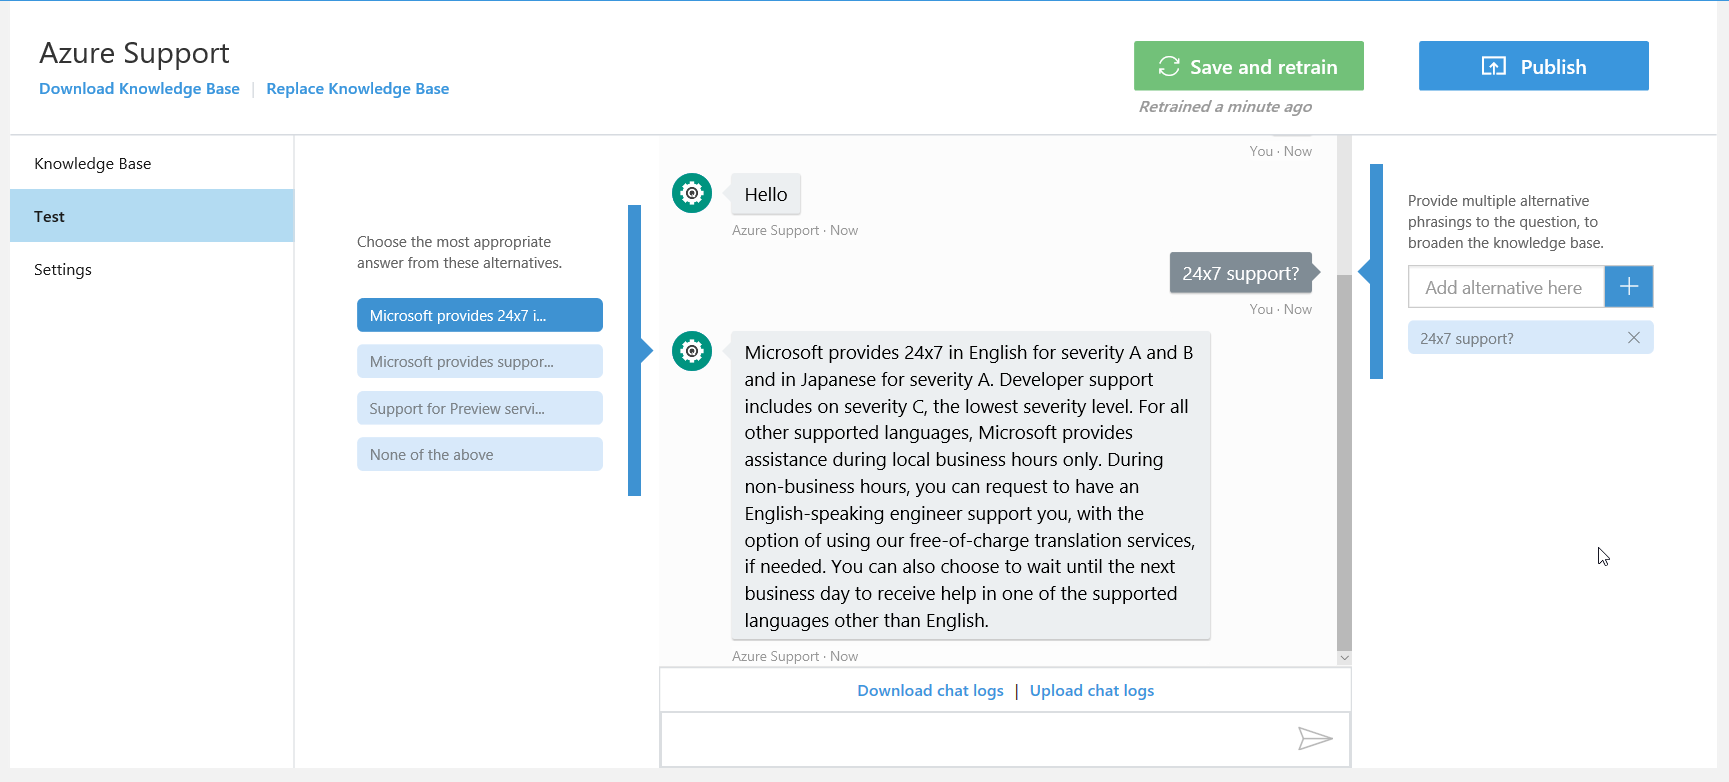 Azure Support
Download Knowledge Base | Replace Knowledge Base
Save and retrain
Retrained a minute ago
Publish
Knowledge Base
Test
Settings
Choose the most appropriate
answer from these alternatives.
Microsoft provides 24x7 i...
Microsoft provides suppor...
Support for Preview servi...
None of the above
You · Now
Hello
Azure Support · Now
24x7 support?
You · Now
Microsoft provides 24x7 in English for severity A and B
and in Japanese for severity A. Developer support
includes on severity C, the lowest severity level. For all
other supported languages, Microsoft provides
assistance during local business hours only. During
non-business hours, you can request to have an
English-speaking engineer support you, with the
option of using our free-of-charge translation services,
if needed. You can also choose to wait until the next
business day to receive help in one of the supported
languages other than English.
Azure Support · Now
Download chat logs | Upload chat logs
Provide multiple alternative
phrasings to the question, to
broaden the knowledge base.
Add alternative here
24x7 support?